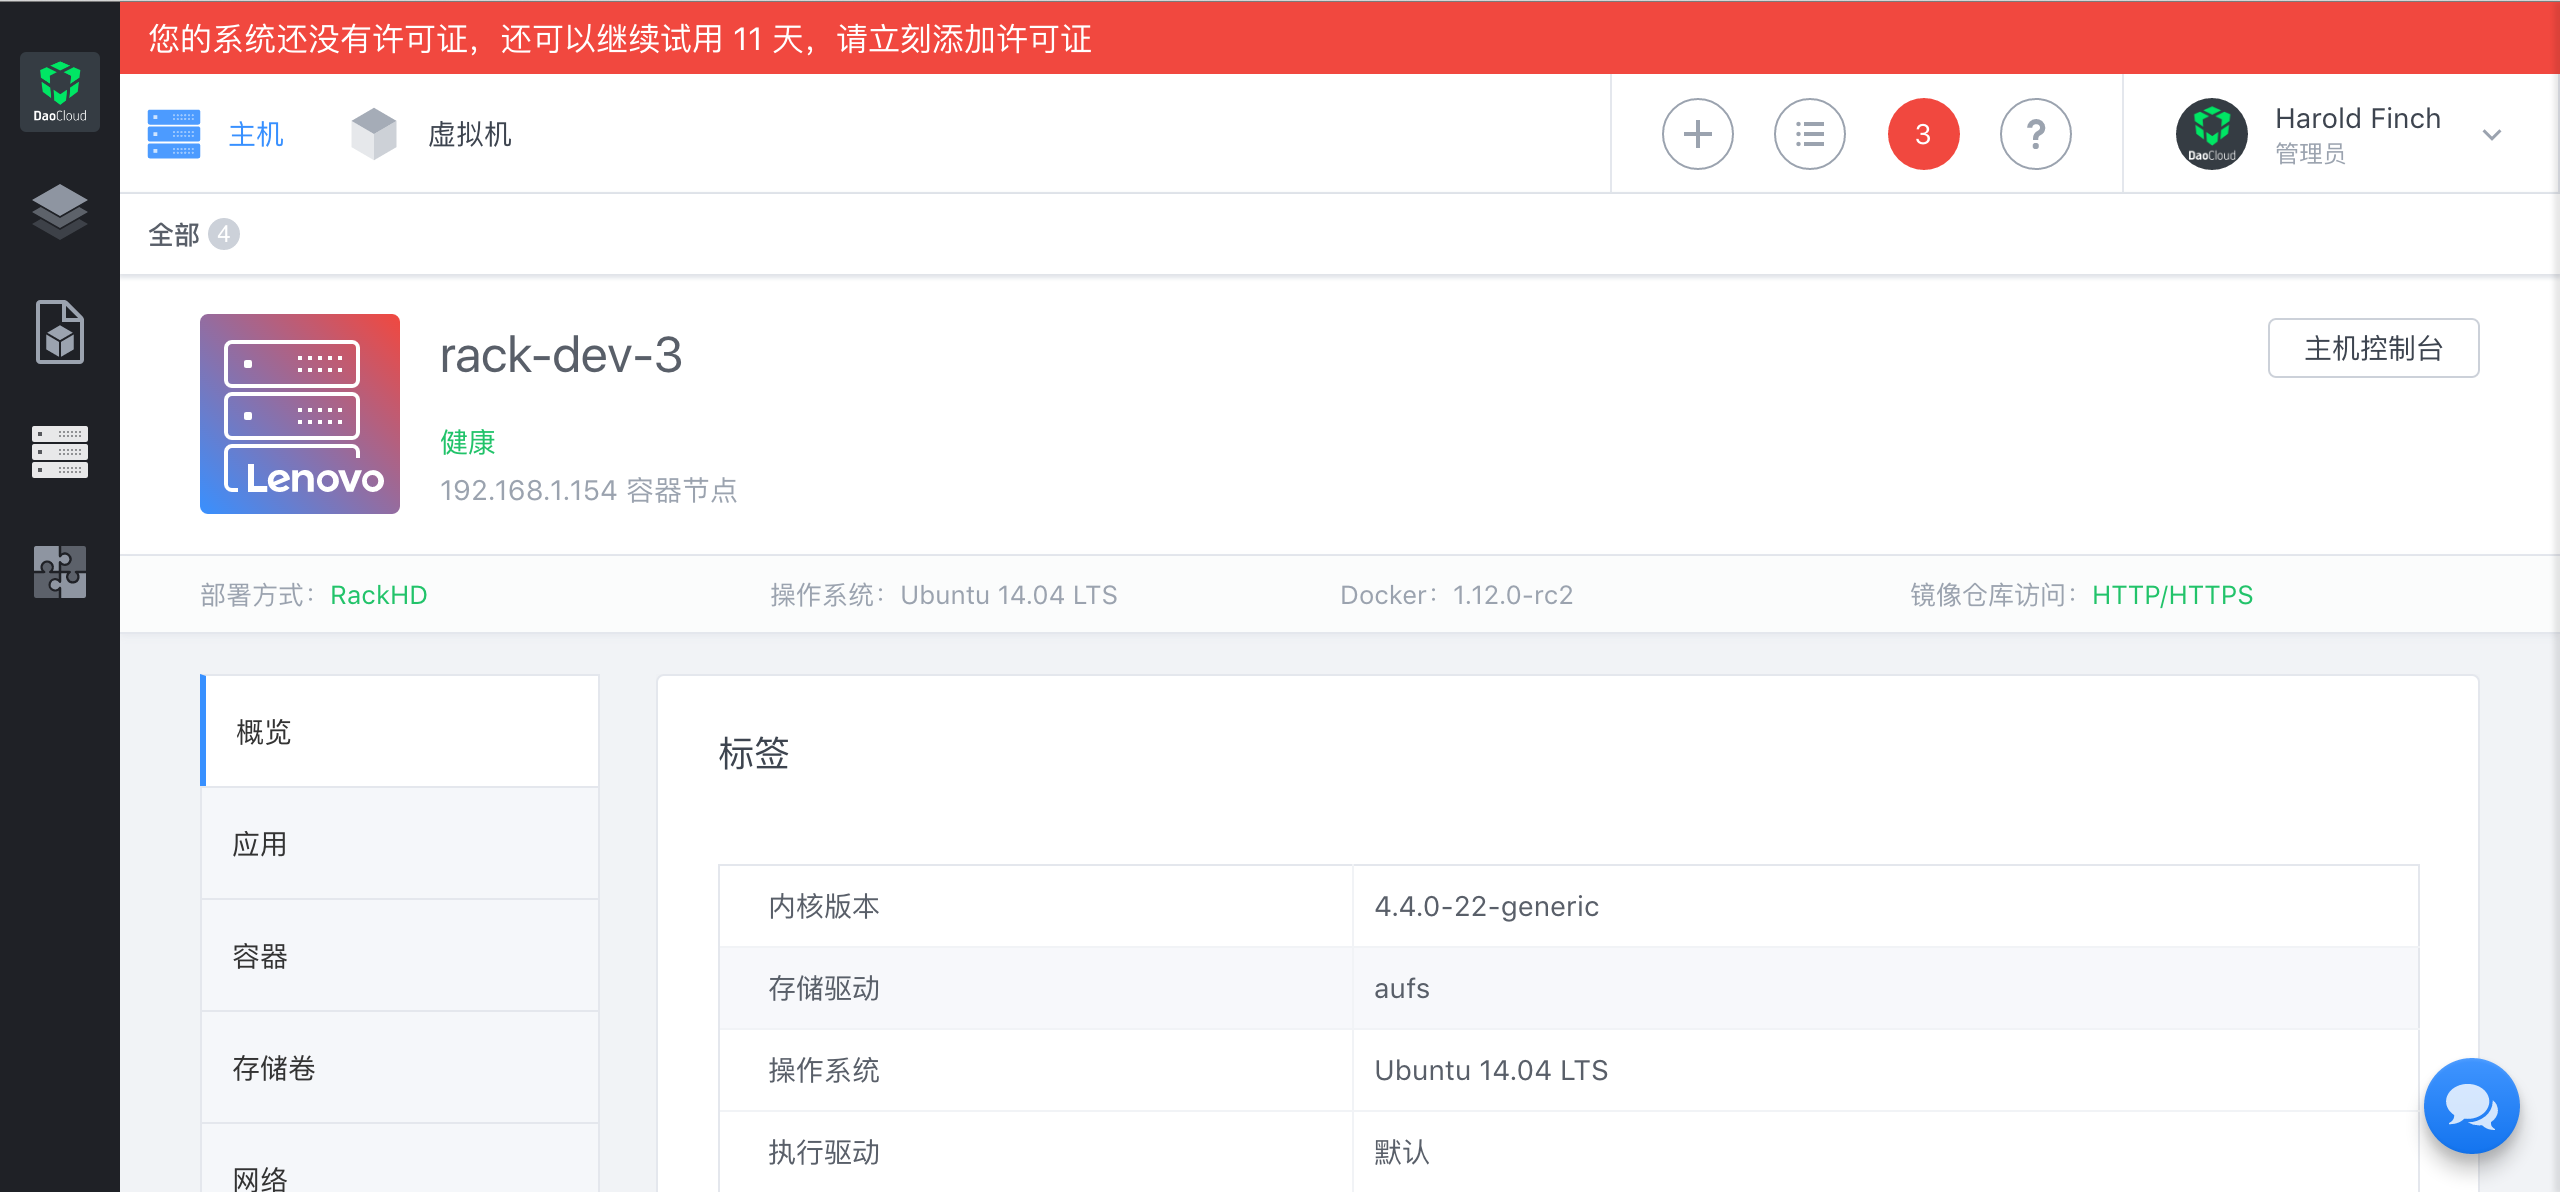 您的系统还没有许可证，还可以继续试用 11 天，请立刻添加许可证
DaoCloud
主机
虚拟机
3
?
DaoCloud
Harold Finch
管理员
全部 4
rack-dev-3
主机控制台
健康
Lenovo
192.168.1.154 容器节点
部署方式：RackHD
操作系统：Ubuntu 14.04 LTS
Docker：1.12.0-rc2
镜像仓库访问：HTTP/HTTPS
概览
应用
容器
存储卷
网络
标签
内核版本 4.4.0-22-generic
存储驱动 aufs
操作系统 Ubuntu 14.04 LTS
执行驱动 默认